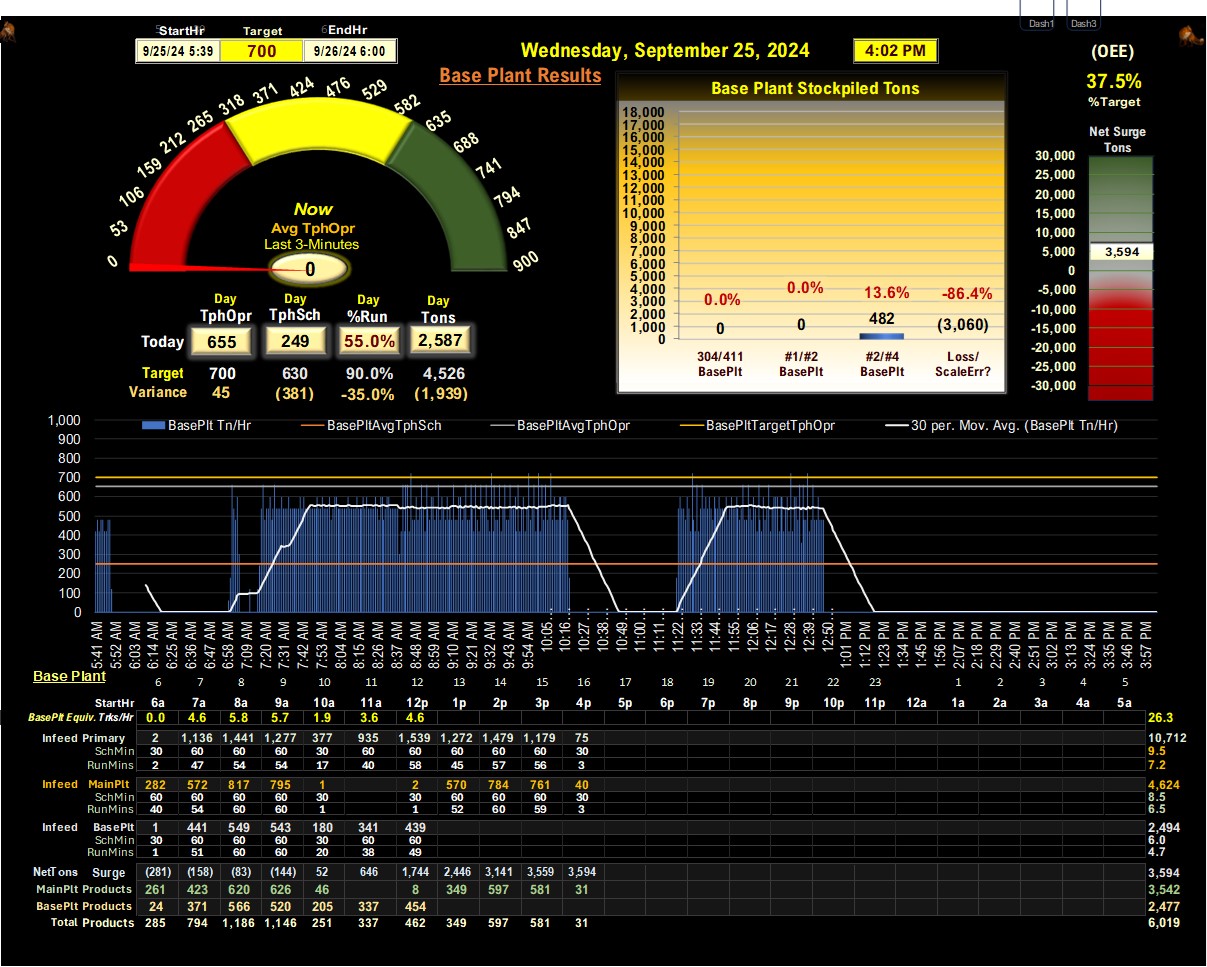 Dash1 Dash3
StartHr Target EndHr
9/25/24 5:39 700 9/26/24 6:00
Wednesday, September 25, 2024 4:02 PM
(OEE)
37.5%
%Target
Base Plant Results
0 53 106 159 212 265 318 371 424 476 529 582 635 688 741 794 847 900
Now
Avg TphOpr
Last 3-Minutes
0
Day TphOpr Day TphSch Day %Run Day Tons
Today 655 249 55.0% 2,587
Target 700 630 90.0% 4,526
Variance 45 (381) -35.0% (1,939)
Base Plant Stockpiled Tons
18,000
17,000
16,000
15,000
14,000
13,000
12,000
11,000
10,000
9,000
8,000
7,000
6,000
5,000
4,000
3,000
2,000
1,000
0
0.0% 0.0% 13.6% -86.4%
0 0 482 (3,060)
304/411 #1/#2 #2/#4 Loss/
BasePlt BasePlt BasePlt ScaleErr?
Net Surge
Tons
30,000
25,000
20,000
15,000
10,000
5,000
0
-5,000
-10,000
-15,000
-20,000
-25,000
-30,000
3,594
BasePlt Tn/Hr BasePltAvgTphSch BasePltAvgTphOpr BasePltTargetTphOpr 30 per. Mov. Avg. (BasePlt Tn/Hr)
1,000
900
800
700
600
500
400
300
200
100
0
5:41 AM 5:52 AM 6:03 AM 6:14 AM 6:25 AM 6:36 AM 6:47 AM 6:58 AM 7:09 AM 7:20 AM 7:31 AM 7:42 AM 7:53 AM 8:04 AM 8:15 AM 8:26 AM 8:37 AM 8:48 AM 8:59 AM 9:10 AM 9:21 AM 9:32 AM 9:43 AM 9:54 AM 10:05… 10:16… 10:27… 10:38… 10:49… 11:00… 11:11… 11:22… 11:33… 11:44… 11:55… 12:06… 12:17… 12:28… 12:39… 12:50… 1:01 PM 1:12 PM 1:23 PM 1:34 PM 1:45 PM 1:56 PM 2:07 PM 2:18 PM 2:29 PM 2:40 PM 2:51 PM 3:02 PM 3:13 PM 3:24 PM 3:35 PM 3:46 PM 3:57 PM
Base Plant
6 7 8 9 10 11 12 13 14 15 16 17 18 19 20 21 22 23 1 2 3 4 5
StartHr 6a 7a 8a 9a 10a 11a 12p 1p 2p 3p 4p 5p 6p 7p 8p 9p 10p 11p 12a 1a 2a 3a 4a 5a
BasePlt Equiv. Trks/Hr 0.0 4.6 5.8 5.7 1.9 3.6 4.6 26.3
Infeed Primary 2 1,136 1,441 1,277 377 935 1,539 1,272 1,479 1,179 75 10,712
SchMin 30 60 60 60 30 60 60 60 60 60 30 9.5
RunMins 2 47 54 54 17 40 58 45 57 56 3 7.2
Infeed MainPlt 282 572 817 795 1 2 570 784 761 40 4,624
SchMin 60 60 60 60 30 30 60 60 60 30 8.5
RunMins 40 54 60 60 1 1 52 60 59 3 6.5
Infeed BasePlt 1 441 549 543 180 341 439 2,494
SchMin 30 60 60 60 30 60 60 6.0
RunMins 1 51 60 60 20 38 49 4.7
NetTons Surge (281) (158) (83) (144) 52 646 1,744 2,446 3,141 3,559 3,594 3,594
MainPlt Products 261 423 620 626 46 8 349 597 581 31 3,542
BasePlt Products 24 371 566 520 205 337 454 2,477
Total Products 285 794 1,186 1,146 251 337 462 349 597 581 31 6,019